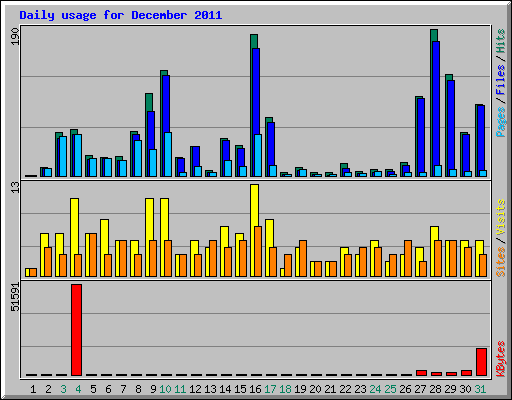 Daily usage for December 2011
190
Pages / Files / Hits
13
Sites / Visits
51591
KBytes
1 2 3 4 5 6 7 8 9 10 11 12 13 14 15 16 17 18 19 20 21 22 23 24 25 26 27 28 29 30 31